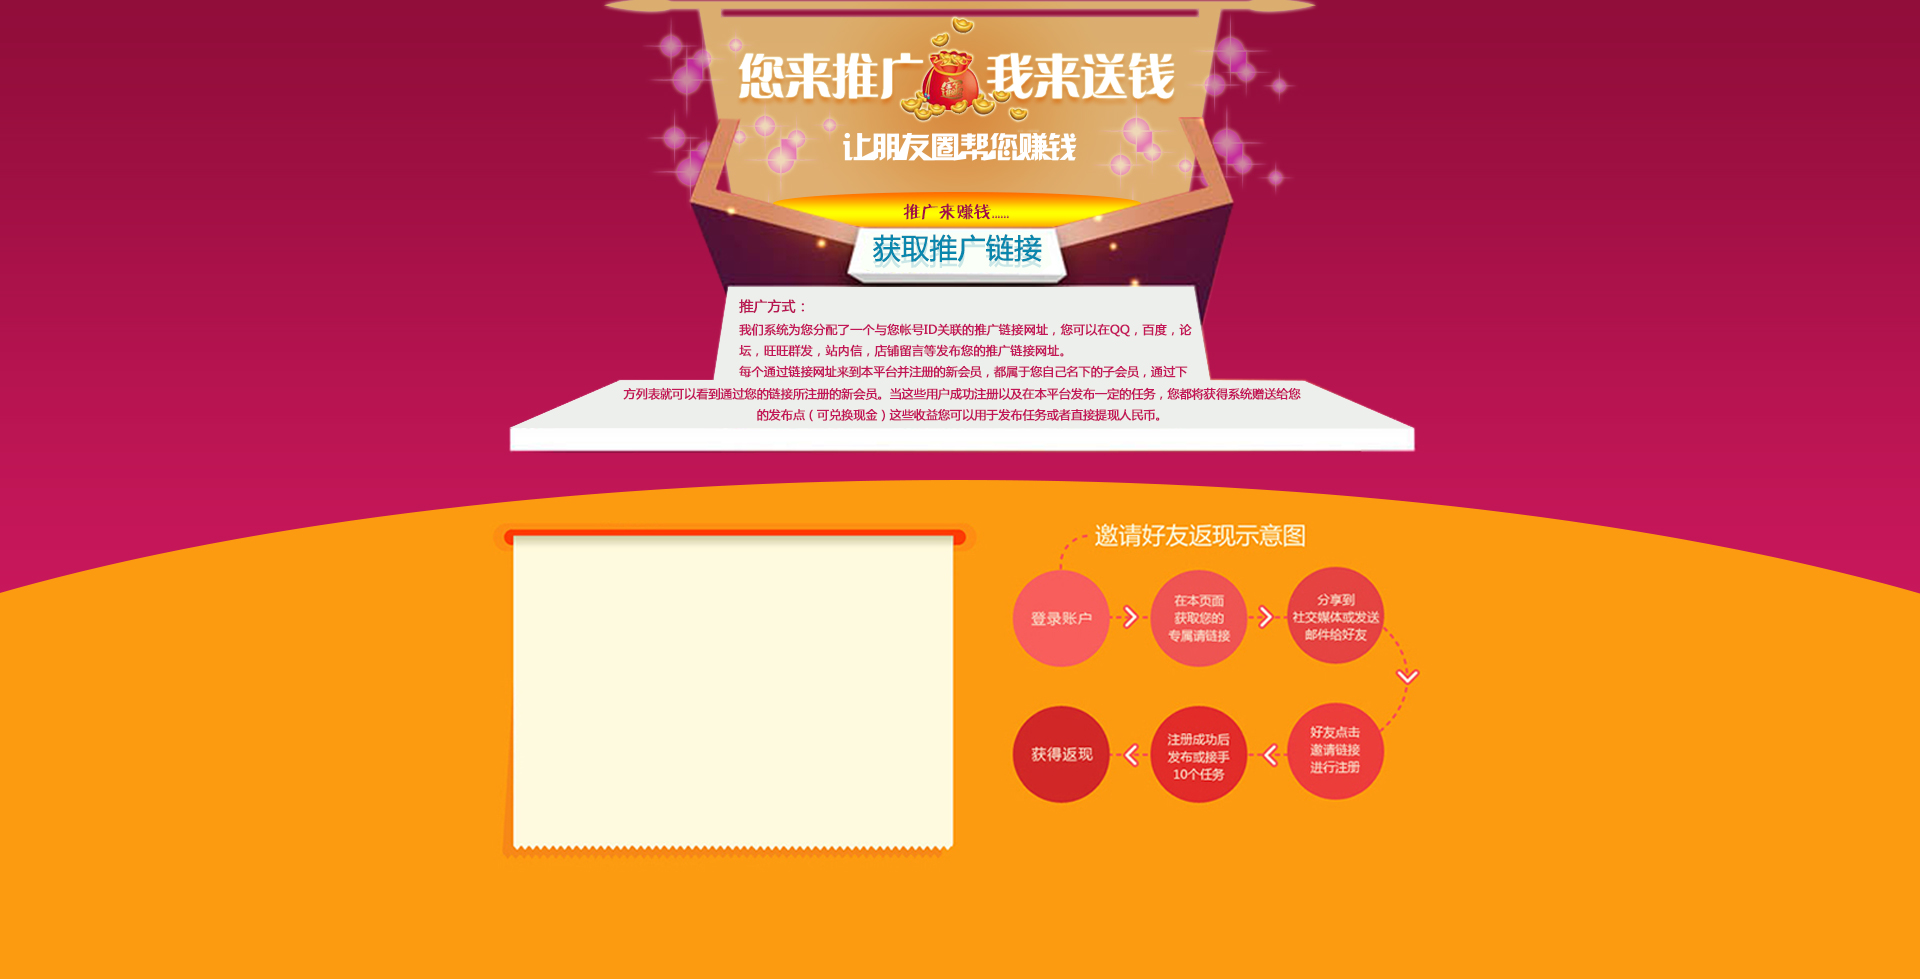 您来推广 我来送钱
让朋友圈帮您赚钱
推广来赚钱......
获取推广链接
推广方式：
我们系统为您分配了一个与您帐号ID关联的推广链接网址，您可以在QQ，百度，论
坛，旺旺群发，站内信，店铺留言等发布您的推广链接网址。
每个通过链接网址来到本平台并注册的新会员，都属于您自己名下的子会员，通过下
方列表就可以看到通过您的链接所注册的新会员。当这些用户成功注册以及在本平台发布一定的任务，您都将获得系统赠送给您
的发布点（可兑换现金）这些收益您可以用于发布任务或者直接提现人民币。
邀请好友返现示意图
登录账户
在本页面
获取您的
专属请链接
分享到
社交媒体或发送
邮件给好友
好友点击
邀请链接
进行注册
注册成功后
发布或接手
10个任务
获得返现